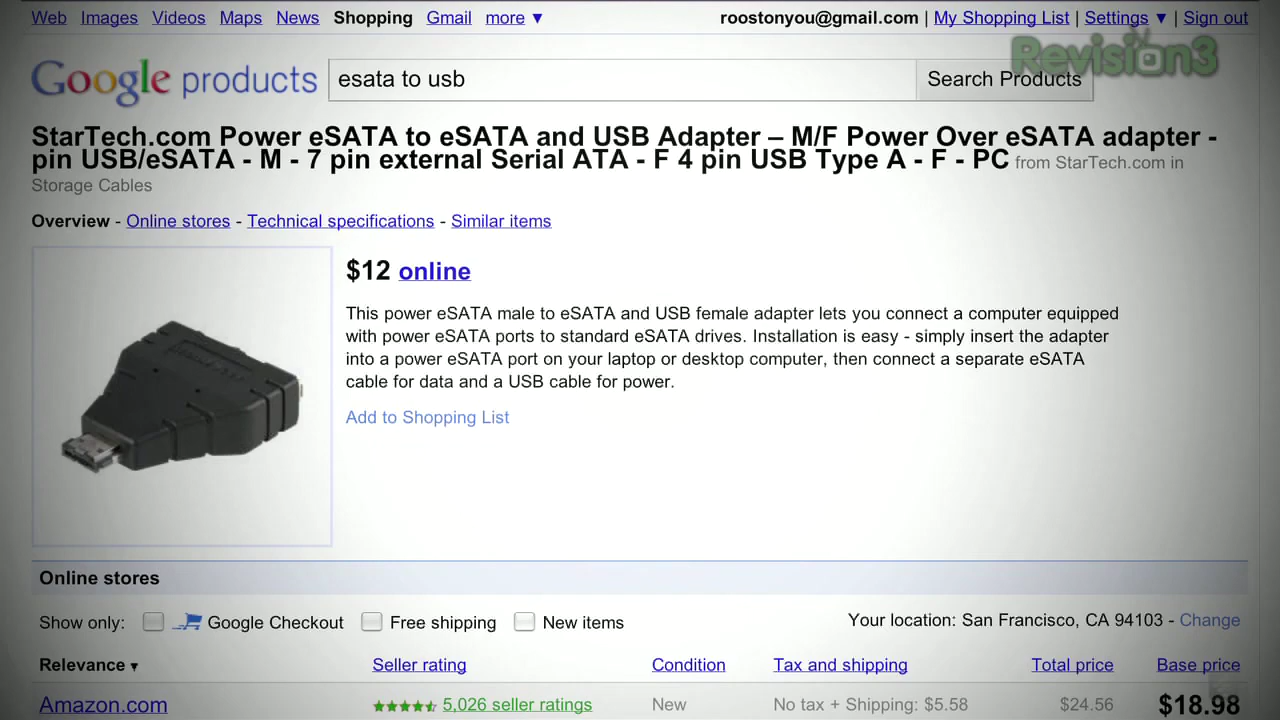 Web Images Videos Maps News Shopping Gmail more ▼ roostonyou@gmail.com | My Shopping List | Settings ▼ | Sign out
Revision3
Google products esata to usb Search Products
StarTech.com Power eSATA to eSATA and USB Adapter – M/F Power Over eSATA adapter -
pin USB/eSATA - M - 7 pin external Serial ATA - F 4 pin USB Type A - F - PC from StarTech.com in
Storage Cables
Overview - Online stores - Technical specifications - Similar items
$12 online
This power eSATA male to eSATA and USB female adapter lets you connect a computer equipped
with power eSATA ports to standard eSATA drives. Installation is easy - simply insert the adapter
into a power eSATA port on your laptop or desktop computer, then connect a separate eSATA
cable for data and a USB cable for power.
Add to Shopping List
Online stores
Show only: Google Checkout Free shipping New items Your location: San Francisco, CA 94103 - Change
Relevance ▼ Seller rating Condition Tax and shipping Total price Base price
Amazon.com 5,026 seller ratings New No tax + Shipping: $5.58 $24.56 $18.98